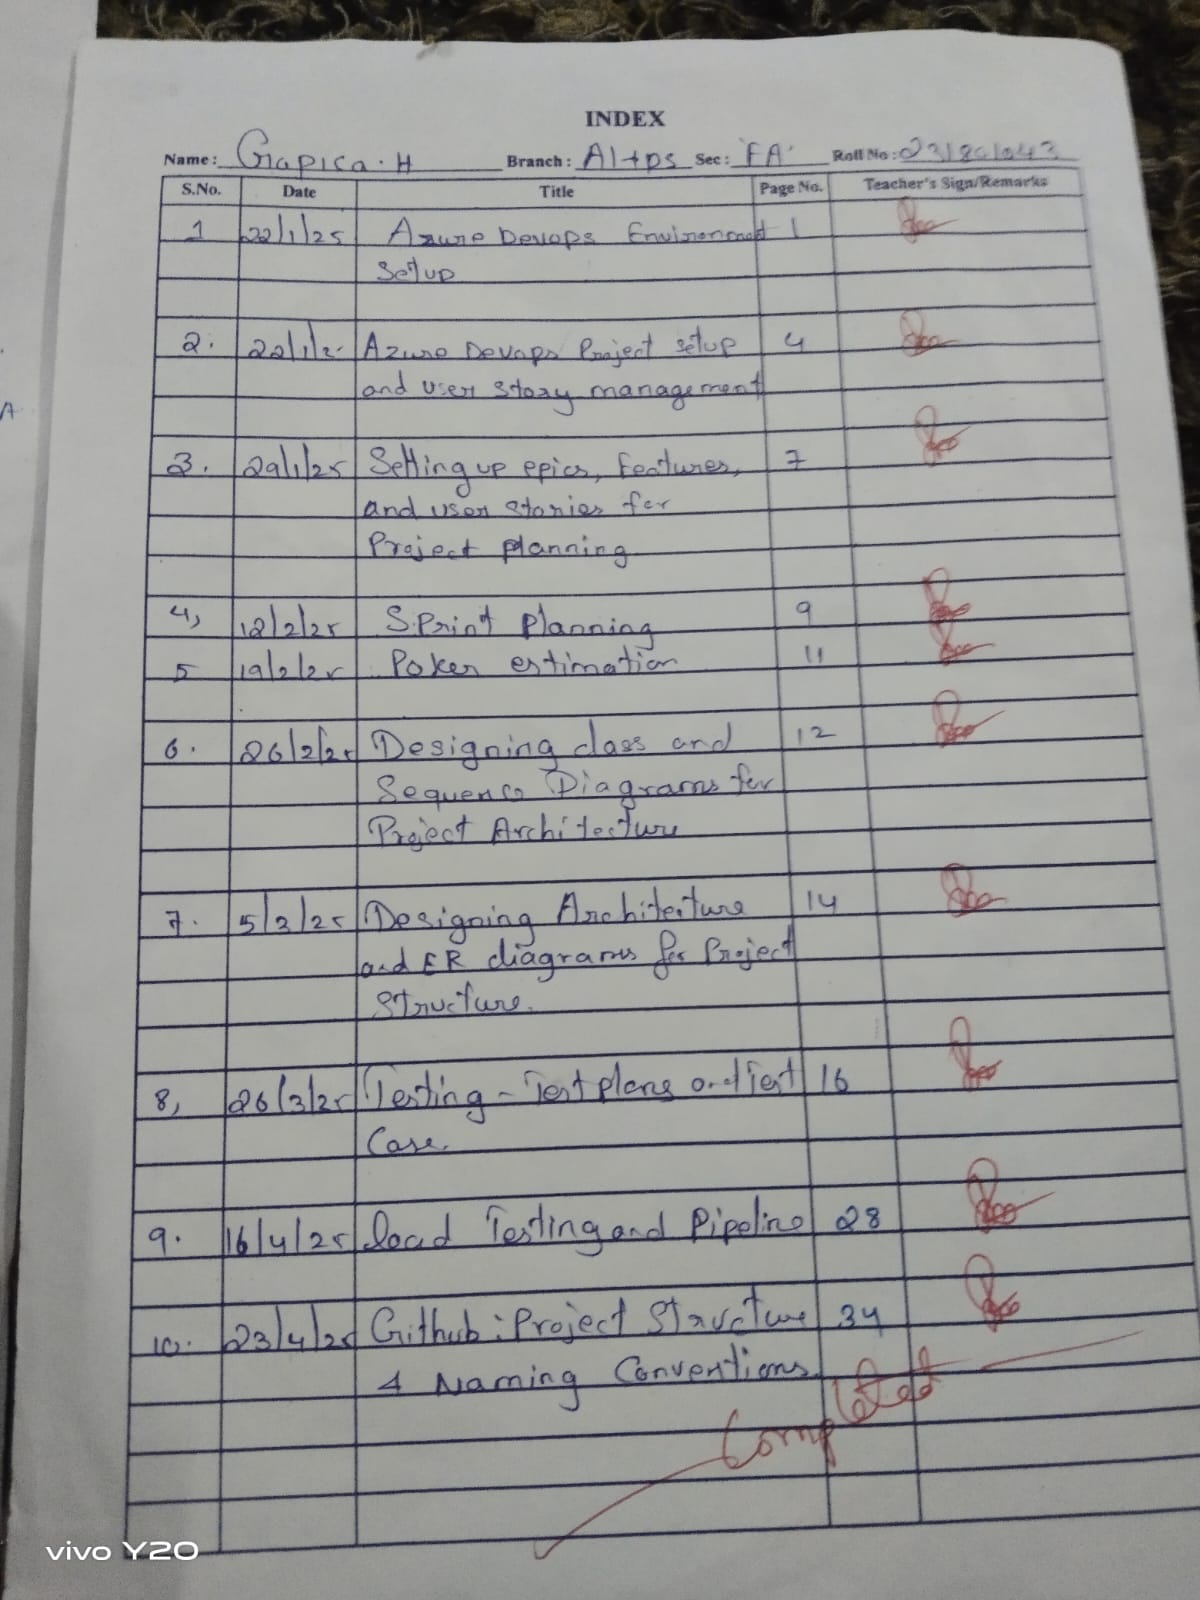 INDEX
Name: Gapica. H Branch: AI+DS Sec: 'FA' Roll No:
S.No. Date Title Page No. Teacher's Sign/Remarks
1 22/1/25 Azure Devops Environment 1
Setup
2. 22/1/2 Azure Devops Project setup 4
and user story management
3. 29/1/25 Setting up epics, Features, 7
and user stories for
Project planning
4, 12/2/25 Sprint Planning 9
5 19/2/25 Poker estimation 11
6. 26/2/25 Designing class and 12
Sequence Diagrams for
Project Architecture
7. 5/3/25 Designing Architecture 14
and ER diagrams for Project
Structure.
8, 26/3/25 Testing - Test plans and Test 16
Case.
9. 16/4/25 load Testing and Pipeline 28
10. 23/4/25 Github: Project Structure 34
& Naming Conventions.
Completed
vivo Y20